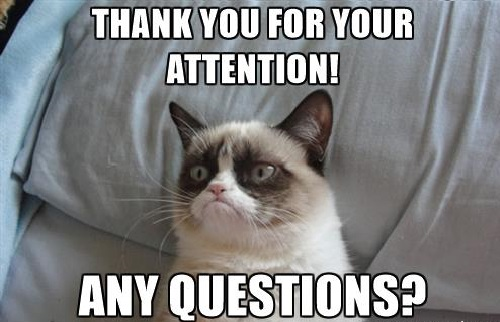 THANK YOU FOR YOUR
ATTENTION!
ANY QUESTIONS?